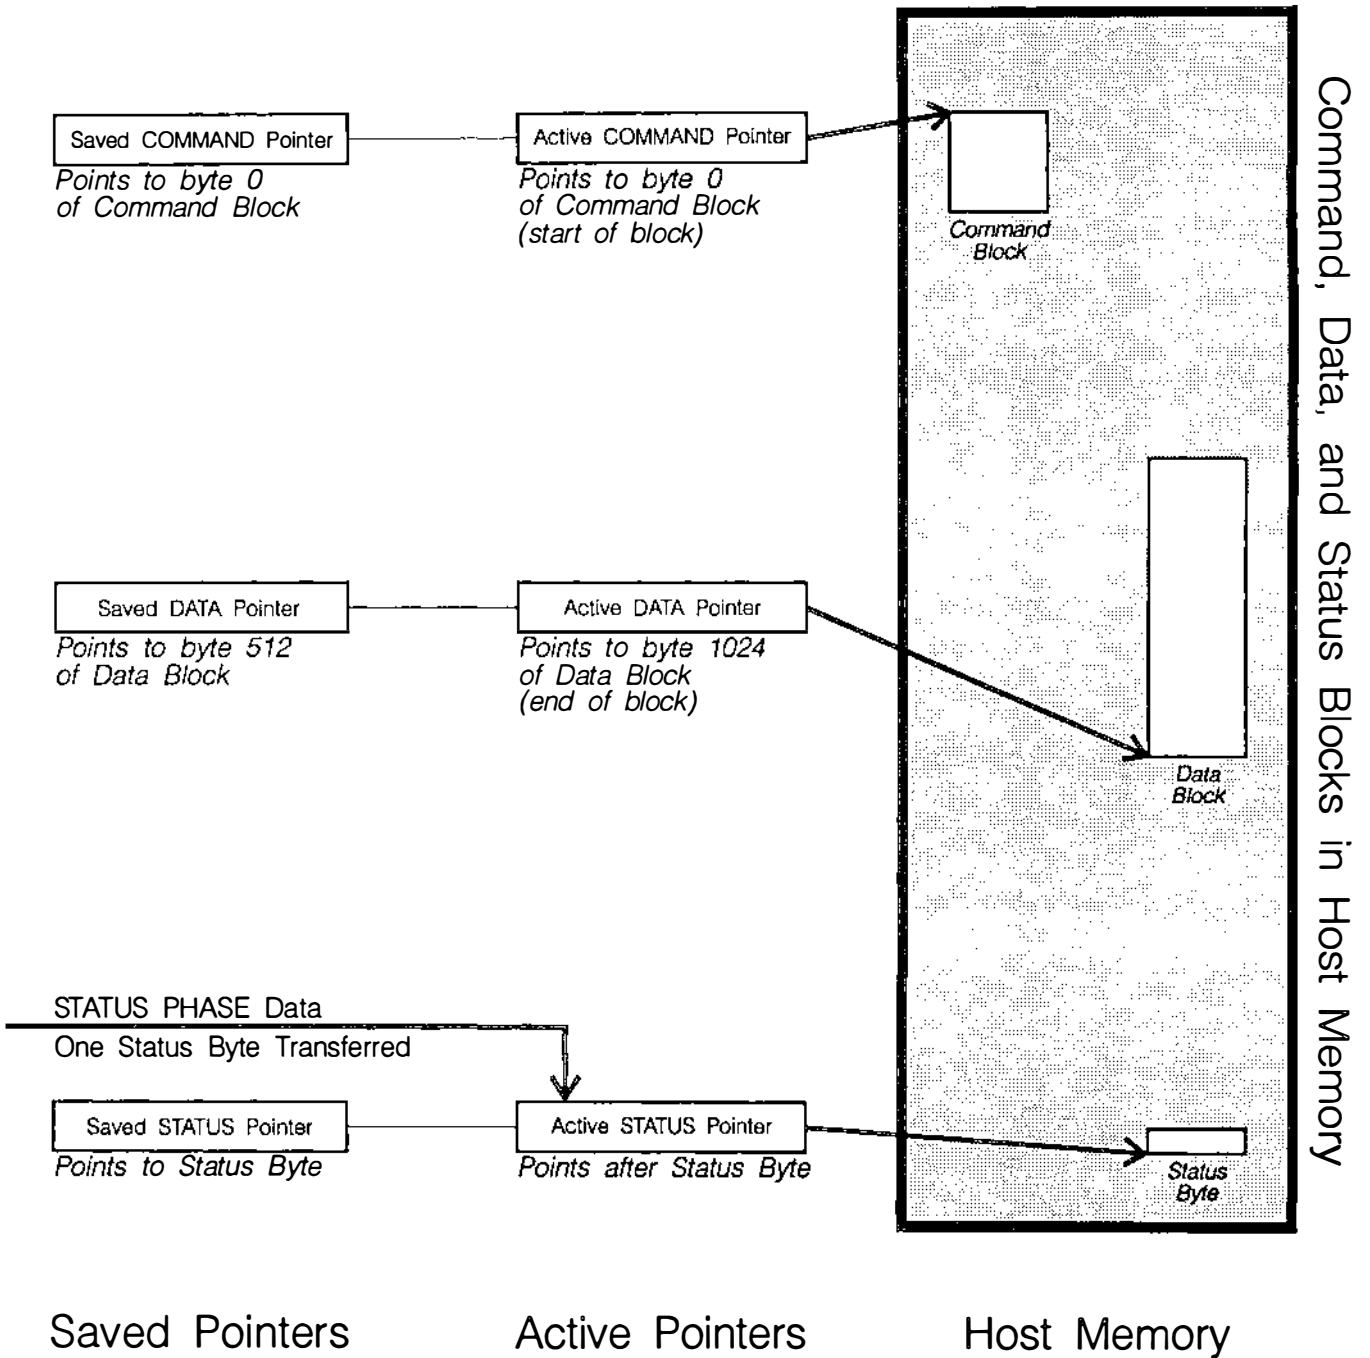 Saved COMMAND Pointer
Points to byte 0
of Command Block
Active COMMAND Pointer
Points to byte 0
of Command Block
(start of block)
Command
Block
Saved DATA Pointer
Points to byte 512
of Data Block
Active DATA Pointer
Points to byte 1024
of Data Block
(end of block)
Data
Block
STATUS PHASE Data
One Status Byte Transferred
Saved STATUS Pointer
Points to Status Byte
Active STATUS Pointer
Points after Status Byte
Status
Byte
Command, Data, and Status Blocks in Host Memory
Saved Pointers
Active Pointers
Host Memory